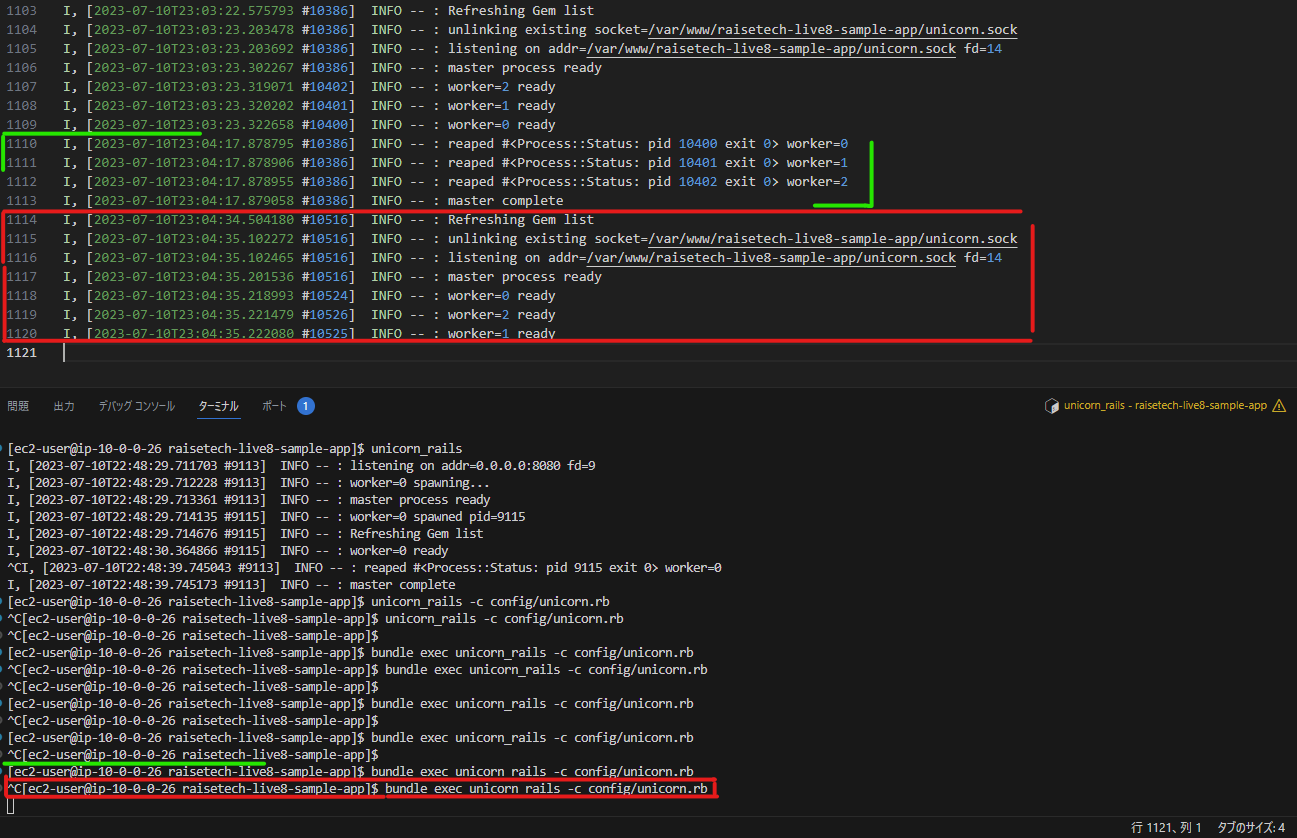 1103 I, [2023-07-10T23:03:22.575793 #10386]  INFO -- : Refreshing Gem list
1104 I, [2023-07-10T23:03:23.203478 #10386]  INFO -- : unlinking existing socket=/var/www/raisetech-live8-sample-app/unicorn.sock
1105 I, [2023-07-10T23:03:23.203692 #10386]  INFO -- : listening on addr=/var/www/raisetech-live8-sample-app/unicorn.sock fd=14
1106 I, [2023-07-10T23:03:23.302267 #10386]  INFO -- : master process ready
1107 I, [2023-07-10T23:03:23.319071 #10402]  INFO -- : worker=2 ready
1108 I, [2023-07-10T23:03:23.320202 #10401]  INFO -- : worker=1 ready
1109 I, [2023-07-10T23:03:23.322658 #10400]  INFO -- : worker=0 ready
1110 I, [2023-07-10T23:04:17.878795 #10386]  INFO -- : reaped #<Process::Status: pid 10400 exit 0> worker=0
1111 I, [2023-07-10T23:04:17.878906 #10386]  INFO -- : reaped #<Process::Status: pid 10401 exit 0> worker=1
1112 I, [2023-07-10T23:04:17.878955 #10386]  INFO -- : reaped #<Process::Status: pid 10402 exit 0> worker=2
1113 I, [2023-07-10T23:04:17.879058 #10386]  INFO -- : master complete
1114 I, [2023-07-10T23:04:34.504180 #10516]  INFO -- : Refreshing Gem list
1115 I, [2023-07-10T23:04:35.102272 #10516]  INFO -- : unlinking existing socket=/var/www/raisetech-live8-sample-app/unicorn.sock
1116 I, [2023-07-10T23:04:35.102465 #10516]  INFO -- : listening on addr=/var/www/raisetech-live8-sample-app/unicorn.sock fd=14
1117 I, [2023-07-10T23:04:35.201536 #10516]  INFO -- : master process ready
1118 I, [2023-07-10T23:04:35.218993 #10524]  INFO -- : worker=0 ready
1119 I, [2023-07-10T23:04:35.221479 #10526]  INFO -- : worker=2 ready
1120 I, [2023-07-10T23:04:35.222080 #10525]  INFO -- : worker=1 ready
1121
問題 出力 デバッグ コンソール ターミナル ポート 1 unicorn_rails - raisetech-live8-sample-app
[ec2-user@ip-10-0-0-26 raisetech-live8-sample-app]$ unicorn_rails
I, [2023-07-10T22:48:29.711703 #9113]  INFO -- : listening on addr=0.0.0.0:8080 fd=9
I, [2023-07-10T22:48:29.712228 #9113]  INFO -- : worker=0 spawning...
I, [2023-07-10T22:48:29.713361 #9113]  INFO -- : master process ready
I, [2023-07-10T22:48:29.714135 #9115]  INFO -- : worker=0 spawned pid=9115
I, [2023-07-10T22:48:29.714676 #9115]  INFO -- : Refreshing Gem list
I, [2023-07-10T22:48:30.364866 #9115]  INFO -- : worker=0 ready
^CI, [2023-07-10T22:48:39.745043 #9113]  INFO -- : reaped #<Process::Status: pid 9115 exit 0> worker=0
I, [2023-07-10T22:48:39.745173 #9113]  INFO -- : master complete
[ec2-user@ip-10-0-0-26 raisetech-live8-sample-app]$ unicorn_rails -c config/unicorn.rb
^C[ec2-user@ip-10-0-0-26 raisetech-live8-sample-app]$ unicorn_rails -c config/unicorn.rb
^C[ec2-user@ip-10-0-0-26 raisetech-live8-sample-app]$
[ec2-user@ip-10-0-0-26 raisetech-live8-sample-app]$ bundle exec unicorn_rails -c config/unicorn.rb
^C[ec2-user@ip-10-0-0-26 raisetech-live8-sample-app]$ bundle exec unicorn_rails -c config/unicorn.rb
^C[ec2-user@ip-10-0-0-26 raisetech-live8-sample-app]$
[ec2-user@ip-10-0-0-26 raisetech-live8-sample-app]$ bundle exec unicorn_rails -c config/unicorn.rb
^C[ec2-user@ip-10-0-0-26 raisetech-live8-sample-app]$
[ec2-user@ip-10-0-0-26 raisetech-live8-sample-app]$ bundle exec unicorn_rails -c config/unicorn.rb
^C[ec2-user@ip-10-0-0-26 raisetech-live8-sample-app]$
[ec2-user@ip-10-0-0-26 raisetech-live8-sample-app]$ bundle exec unicorn_rails -c config/unicorn.rb
^C[ec2-user@ip-10-0-0-26 raisetech-live8-sample-app]$ bundle exec unicorn_rails -c config/unicorn.rb
行 1121、列 1 タブのサイズ: 4